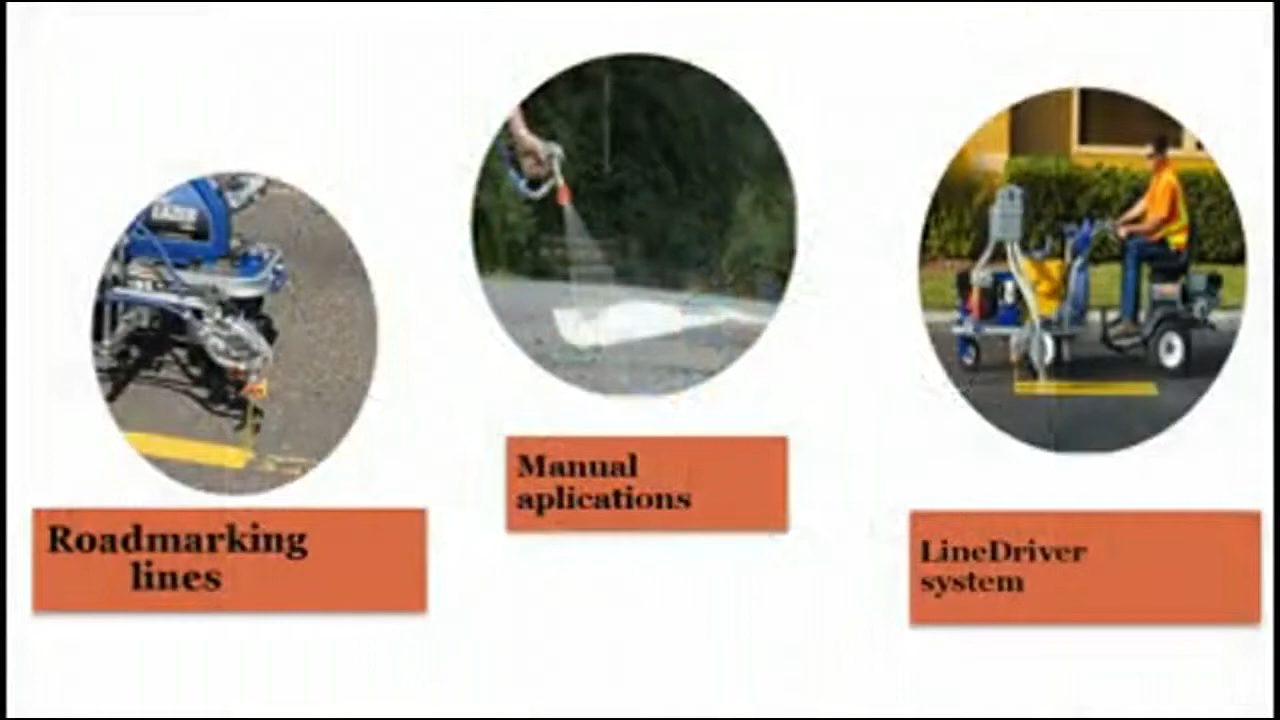 Roadmarking
lines
Manual
aplications
LineDriver
system